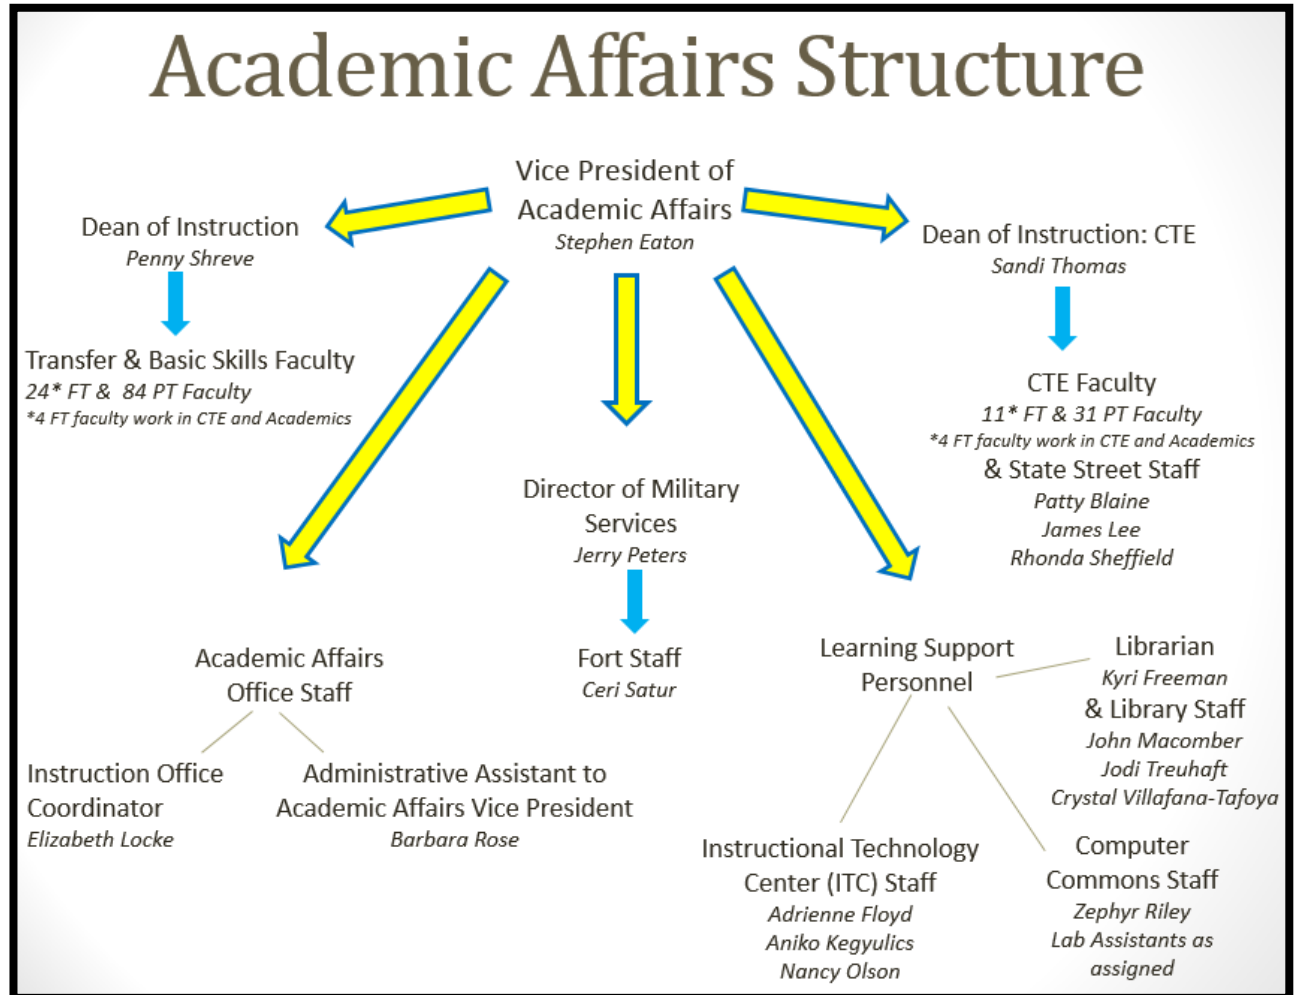 Academic Affairs Structure
Vice President of
Academic Affairs
Stephen Eaton
Dean of Instruction
Penny Shreve
Transfer & Basic Skills Faculty
24* FT & 84 PT Faculty
*4 FT faculty work in CTE and Academics
Dean of Instruction: CTE
Sandi Thomas
CTE Faculty
11* FT & 31 PT Faculty
*4 FT faculty work in CTE and Academics
& State Street Staff
Patty Blaine
James Lee
Rhonda Sheffield
Director of Military
Services
Jerry Peters
Fort Staff
Ceri Satur
Academic Affairs
Office Staff
Instruction Office
Coordinator
Elizabeth Locke
Administrative Assistant to
Academic Affairs Vice President
Barbara Rose
Learning Support
Personnel
Librarian
Kyri Freeman
& Library Staff
John Macomber
Jodi Treuhaft
Crystal Villafana-Tafoya
Instructional Technology
Center (ITC) Staff
Adrienne Floyd
Aniko Kegyulics
Nancy Olson
Computer
Commons Staff
Zephyr Riley
Lab Assistants as
assigned